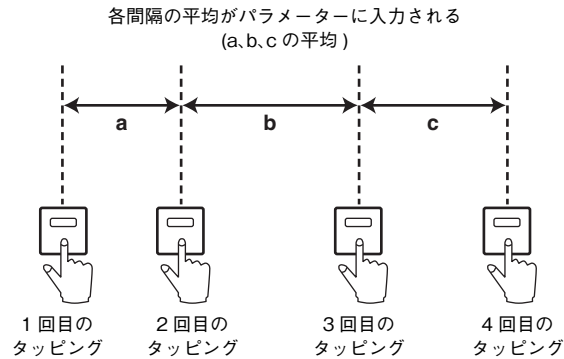 各間隔の平均がパラメーターに入力される
(a､b､c の平均 )
a
b
c
1 回目の
タッピング
2 回目の
タッピング
3 回目の
タッピング
4 回目の
タッピング